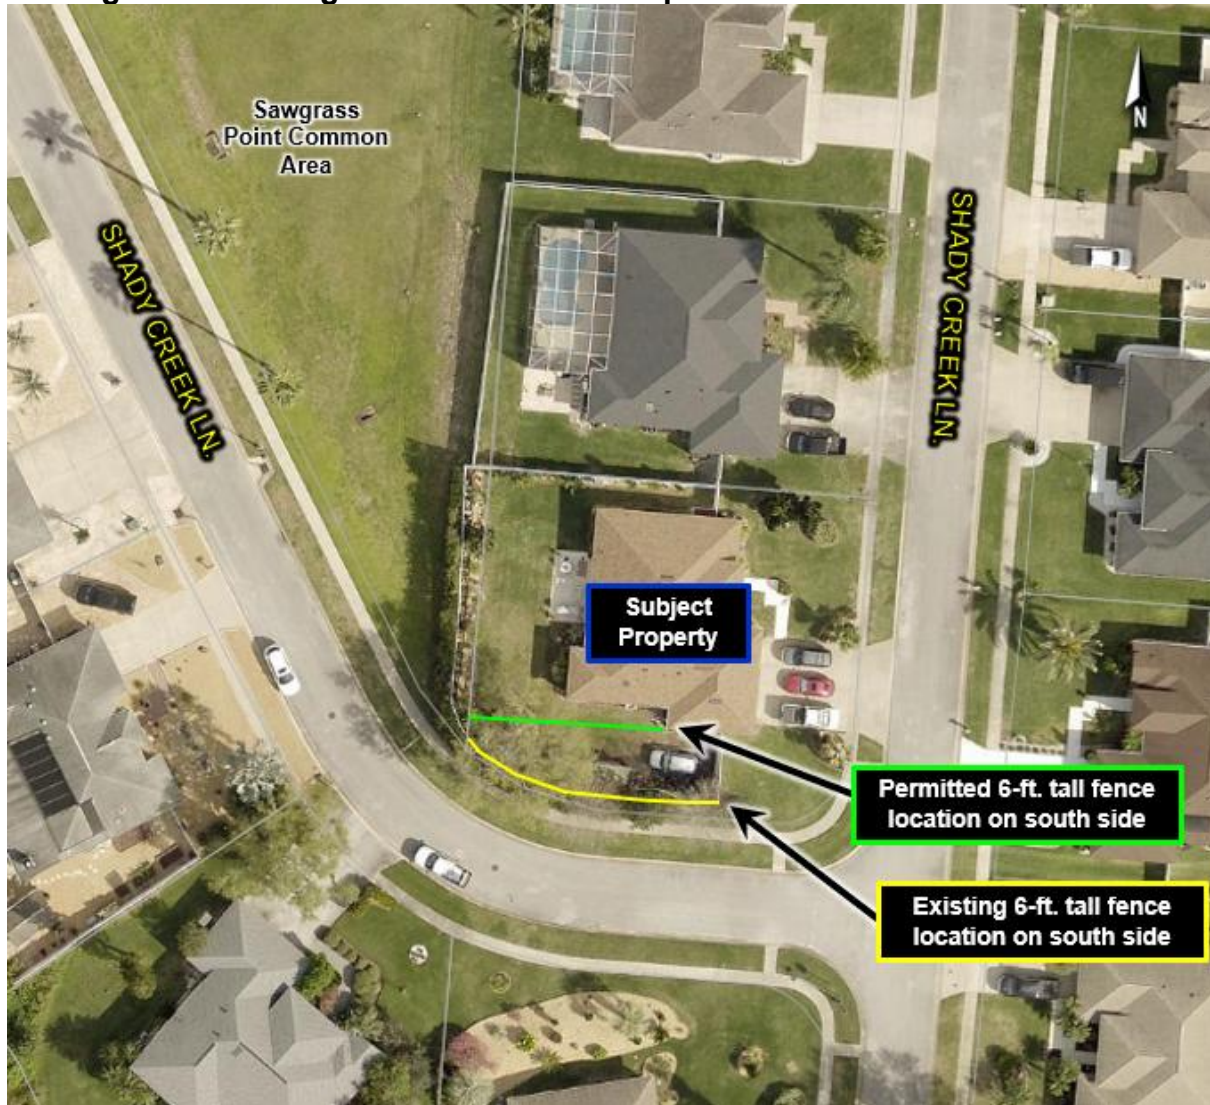 Sawgrass
Point Common
Area
N
SHADY CREEK LN.
SHADY CREEK LN.
Subject
Property
Permitted 6-ft. tall fence
location on south side
Existing 6-ft. tall fence
location on south side